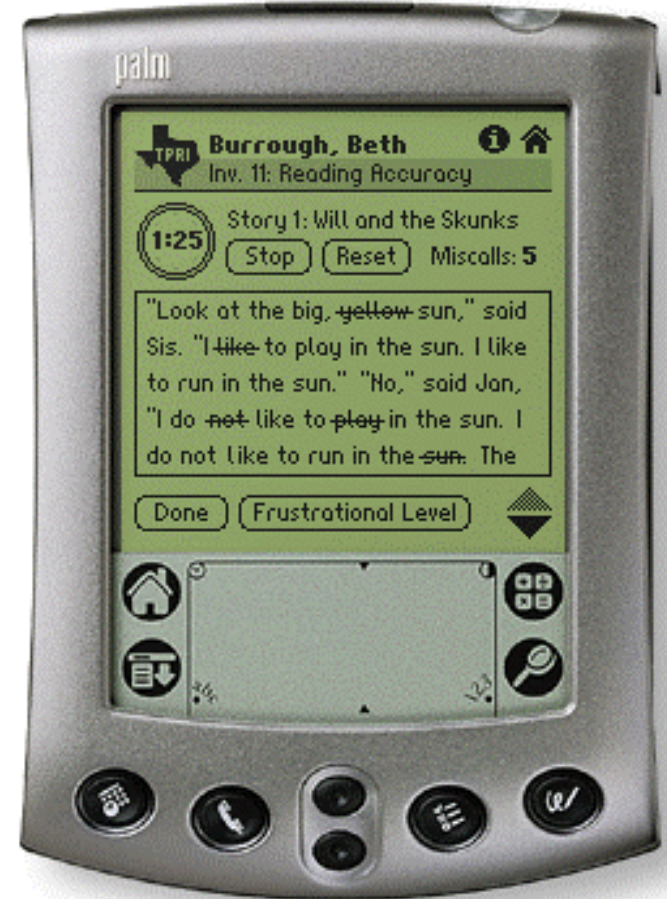 palm
TPRI
Burrough, Beth
Inv. 11: Reading Accuracy
1:25
Story 1: Will and the Skunks
Stop Reset Miscalls: 5
"Look at the big, yellow sun," said
Sis. "I like to play in the sun. I like
to run in the sun." "No," said Jan,
"I do not like to play in the sun. I
do not like to run in the sun. The
Done Frustrational Level
abc 123